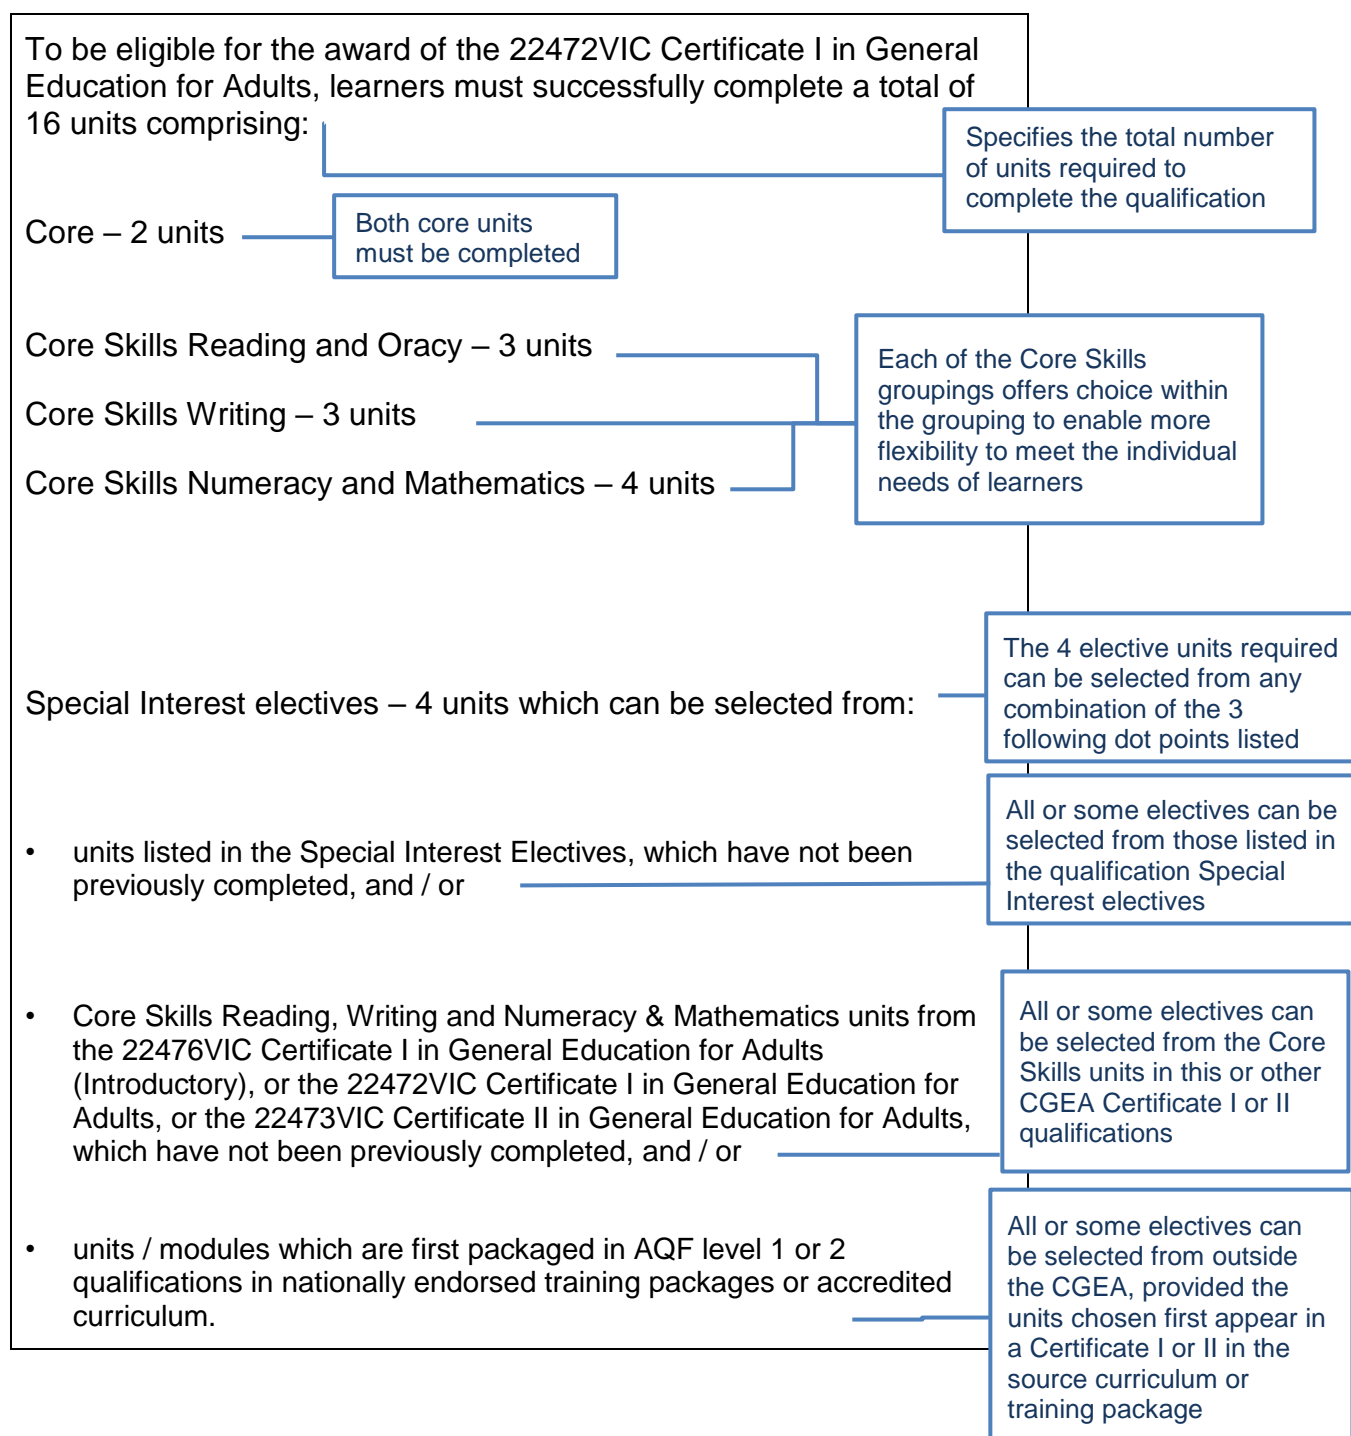 To be eligible for the award of the 22472VIC Certificate I in General
Education for Adults, learners must successfully complete a total of
16 units comprising:
Specifies the total number
of units required to
complete the qualification
Core – 2 units
Both core units
must be completed
Core Skills Reading and Oracy – 3 units
Core Skills Writing – 3 units
Core Skills Numeracy and Mathematics – 4 units
Each of the Core Skills
groupings offers choice within
the grouping to enable more
flexibility to meet the individual
needs of learners
Special Interest electives – 4 units which can be selected from:
The 4 elective units required
can be selected from any
combination of the 3
following dot points listed
• units listed in the Special Interest Electives, which have not been
previously completed, and / or
All or some electives can be
selected from those listed in
the qualification Special
Interest electives
• Core Skills Reading, Writing and Numeracy & Mathematics units from
the 22476VIC Certificate I in General Education for Adults
(Introductory), or the 22472VIC Certificate I in General Education for
Adults, or the 22473VIC Certificate II in General Education for Adults,
which have not been previously completed, and / or
All or some electives can
be selected from the Core
Skills units in this or other
CGEA Certificate I or II
qualifications
• units / modules which are first packaged in AQF level 1 or 2
qualifications in nationally endorsed training packages or accredited
curriculum.
All or some electives can
be selected from outside
the CGEA, provided the
units chosen first appear in
a Certificate I or II in the
source curriculum or
training package